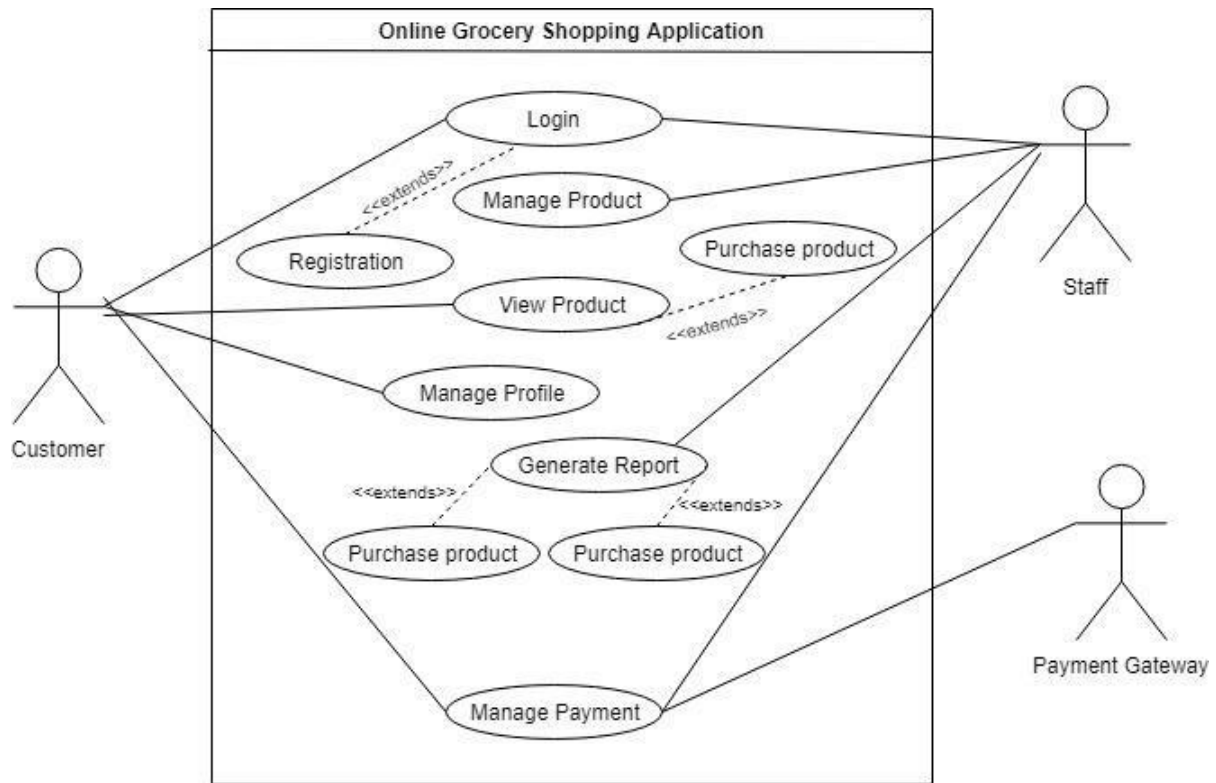 Online Grocery Shopping Application
Login
<<extends>>
Manage Product
Registration
Purchase product
View Product
<<extends>>
Staff
Manage Profile
Customer
Generate Report
<<extends>>
<<extends>>
Purchase product
Purchase product
Payment Gateway
Manage Payment